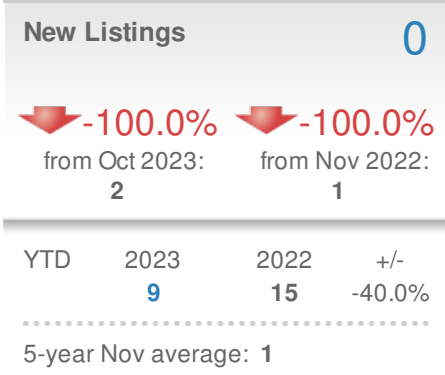 New Listings 0
-100.0% -100.0%
from Oct 2023: from Nov 2022:
2 1
YTD 2023 2022 +/-
9 15 -40.0%
5-year Nov average: 1